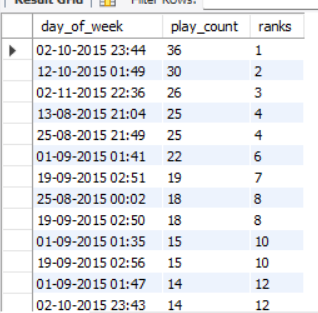 Result Grid Filter Rows:
day_of_week play_count ranks
02-10-2015 23:44 36 1
12-10-2015 01:49 30 2
02-11-2015 22:36 26 3
13-08-2015 21:04 25 4
25-08-2015 21:49 25 4
01-09-2015 01:41 22 6
19-09-2015 02:51 19 7
25-08-2015 00:02 18 8
19-09-2015 02:50 18 8
01-09-2015 01:35 15 10
19-09-2015 02:56 15 10
01-09-2015 01:47 14 12
02-10-2015 23:43 14 12